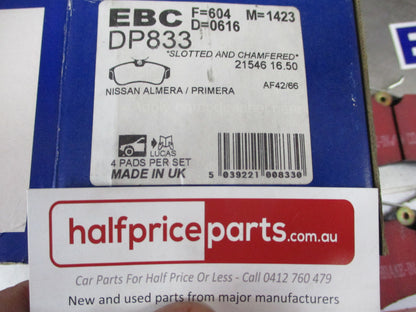 EBC F=604 M=1423
D=0616
DP833
"SLOTTED AND CHAMFERED"
21546 16.50
NISSAN ALMERA / PRIMERA AF42/66
LUCAS
4 PADS PER SET
MADE IN UK
5 039221 008330
halfpriceparts.com.au
Car Parts For Half Price Or Less - Call 0412 760 479
New and used parts from major manufacturers